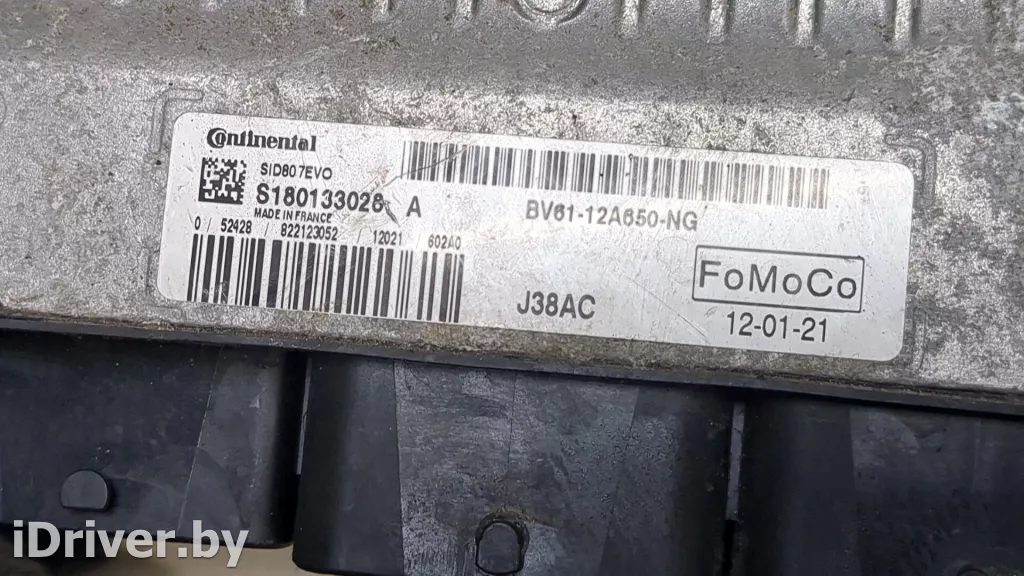 Continental
SID807EVO
S180133026 A
MADE IN FRANCE
0 / 52428 / 822123052 / 12021 / 602A0
BV61-12A650-NG
FoMoCo
J38AC
12-01-21
iDriver.by